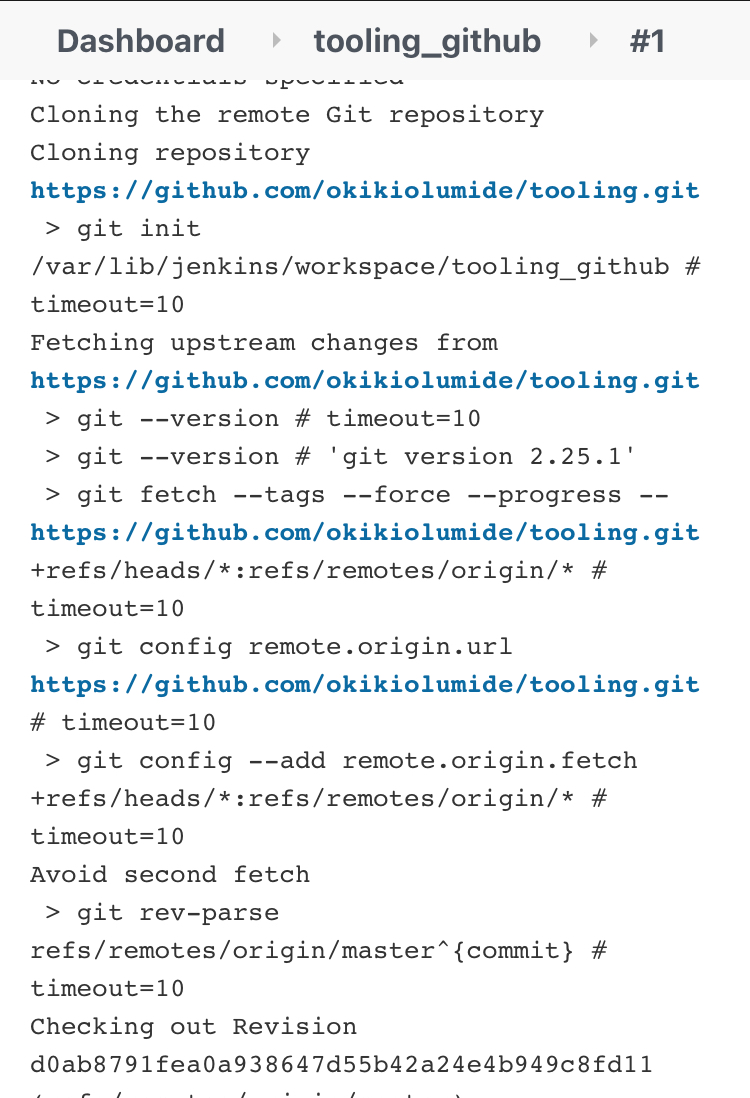 Dashboard tooling_github #1
No credentials specified
Cloning the remote Git repository
Cloning repository
https://github.com/okikiolumide/tooling.git
 > git init
/var/lib/jenkins/workspace/tooling_github #
timeout=10
Fetching upstream changes from
https://github.com/okikiolumide/tooling.git
 > git --version # timeout=10
 > git --version # 'git version 2.25.1'
 > git fetch --tags --force --progress --
https://github.com/okikiolumide/tooling.git
+refs/heads/*:refs/remotes/origin/* #
timeout=10
 > git config remote.origin.url
https://github.com/okikiolumide/tooling.git
# timeout=10
 > git config --add remote.origin.fetch
+refs/heads/*:refs/remotes/origin/* #
timeout=10
Avoid second fetch
 > git rev-parse
refs/remotes/origin/master^{commit} #
timeout=10
Checking out Revision
d0ab8791fea0a938647d55b42a24e4b949c8fd11